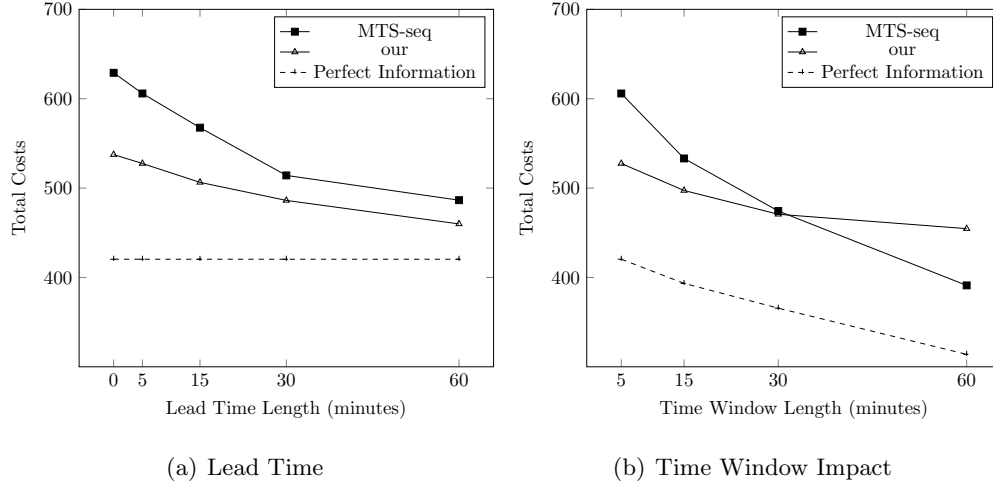 700
600
500
400
Total Costs
0 5 15 30 60
Lead Time Length (minutes)
MTS-seq
our
Perfect Information
(a) Lead Time
700
600
500
400
Total Costs
5 15 30 60
Time Window Length (minutes)
MTS-seq
our
Perfect Information
(b) Time Window Impact